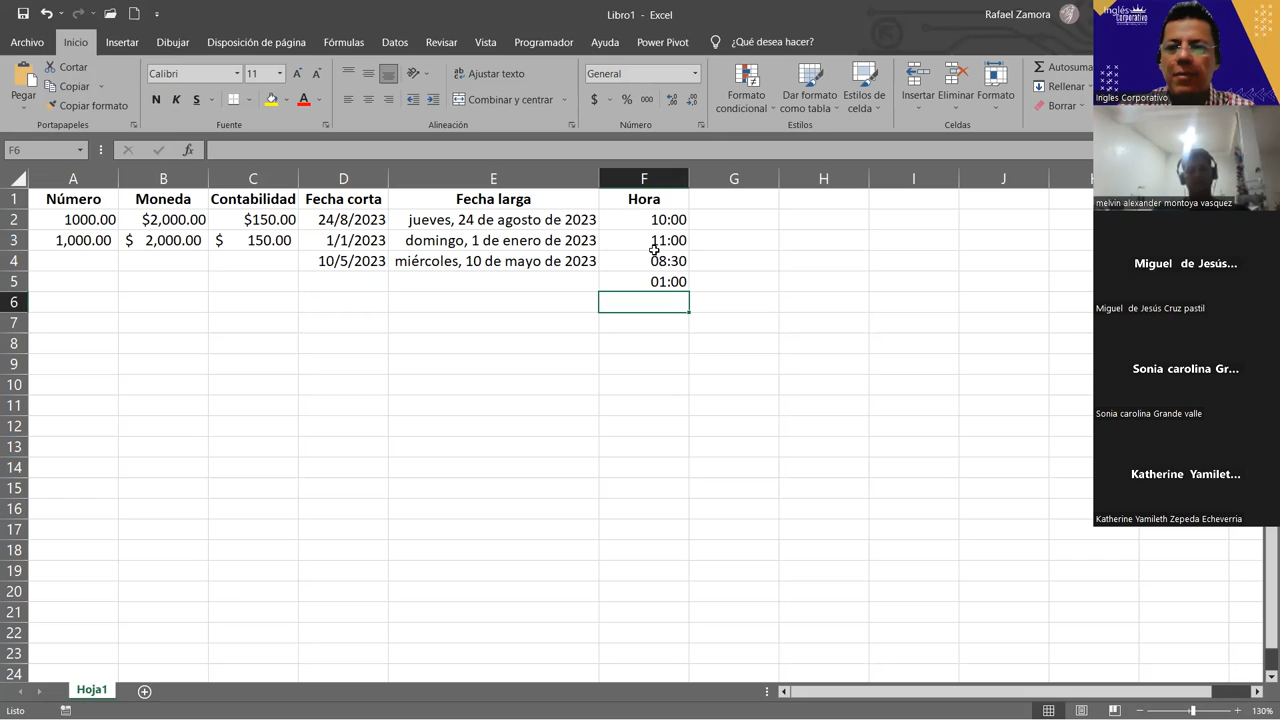 Libro1 - Excel
Rafael Zamora
Archivo Inicio Insertar Dibujar Disposición de página Fórmulas Datos Revisar Vista Programador Ayuda Power Pivot ¿Qué desea hacer?
Pegar
Cortar
Copiar
Copiar formato
Portapapeles
Calibri 11
N K S A
Fuente
Ajustar texto
Combinar y centrar
Alineación
General
$ % 000
Número
Formato condicional
Dar formato como tabla
Estilos de celda
Estilos
Insertar Eliminar Formato
Celdas
Autosuma
Rellenar
Borrar
F6
fx
A B C D E F G H I J
1 Número Moneda Contabilidad Fecha corta Fecha larga Hora
2 1000.00 $2,000.00 $150.00 24/8/2023 jueves, 24 de agosto de 2023 10:00
3 1,000.00 $ 2,000.00 $ 150.00 1/1/2023 domingo, 1 de enero de 2023 11:00
4 10/5/2023 miércoles, 10 de mayo de 2023 08:30
5 01:00
6
7
8
9
10
11
12
13
14
15
16
17
18
19
20
21
22
23
24
Hoja1
Listo
130%
Inglés
Corporativo
Ingles Corporativo
melvin alexander montoya vasquez
Miguel de Jesús...
Miguel de Jesús Cruz pastil
Sonia carolina Gr...
Sonia carolina Grande valle
Katherine Yamilet...
Katherine Yamileth Zepeda Echeverria